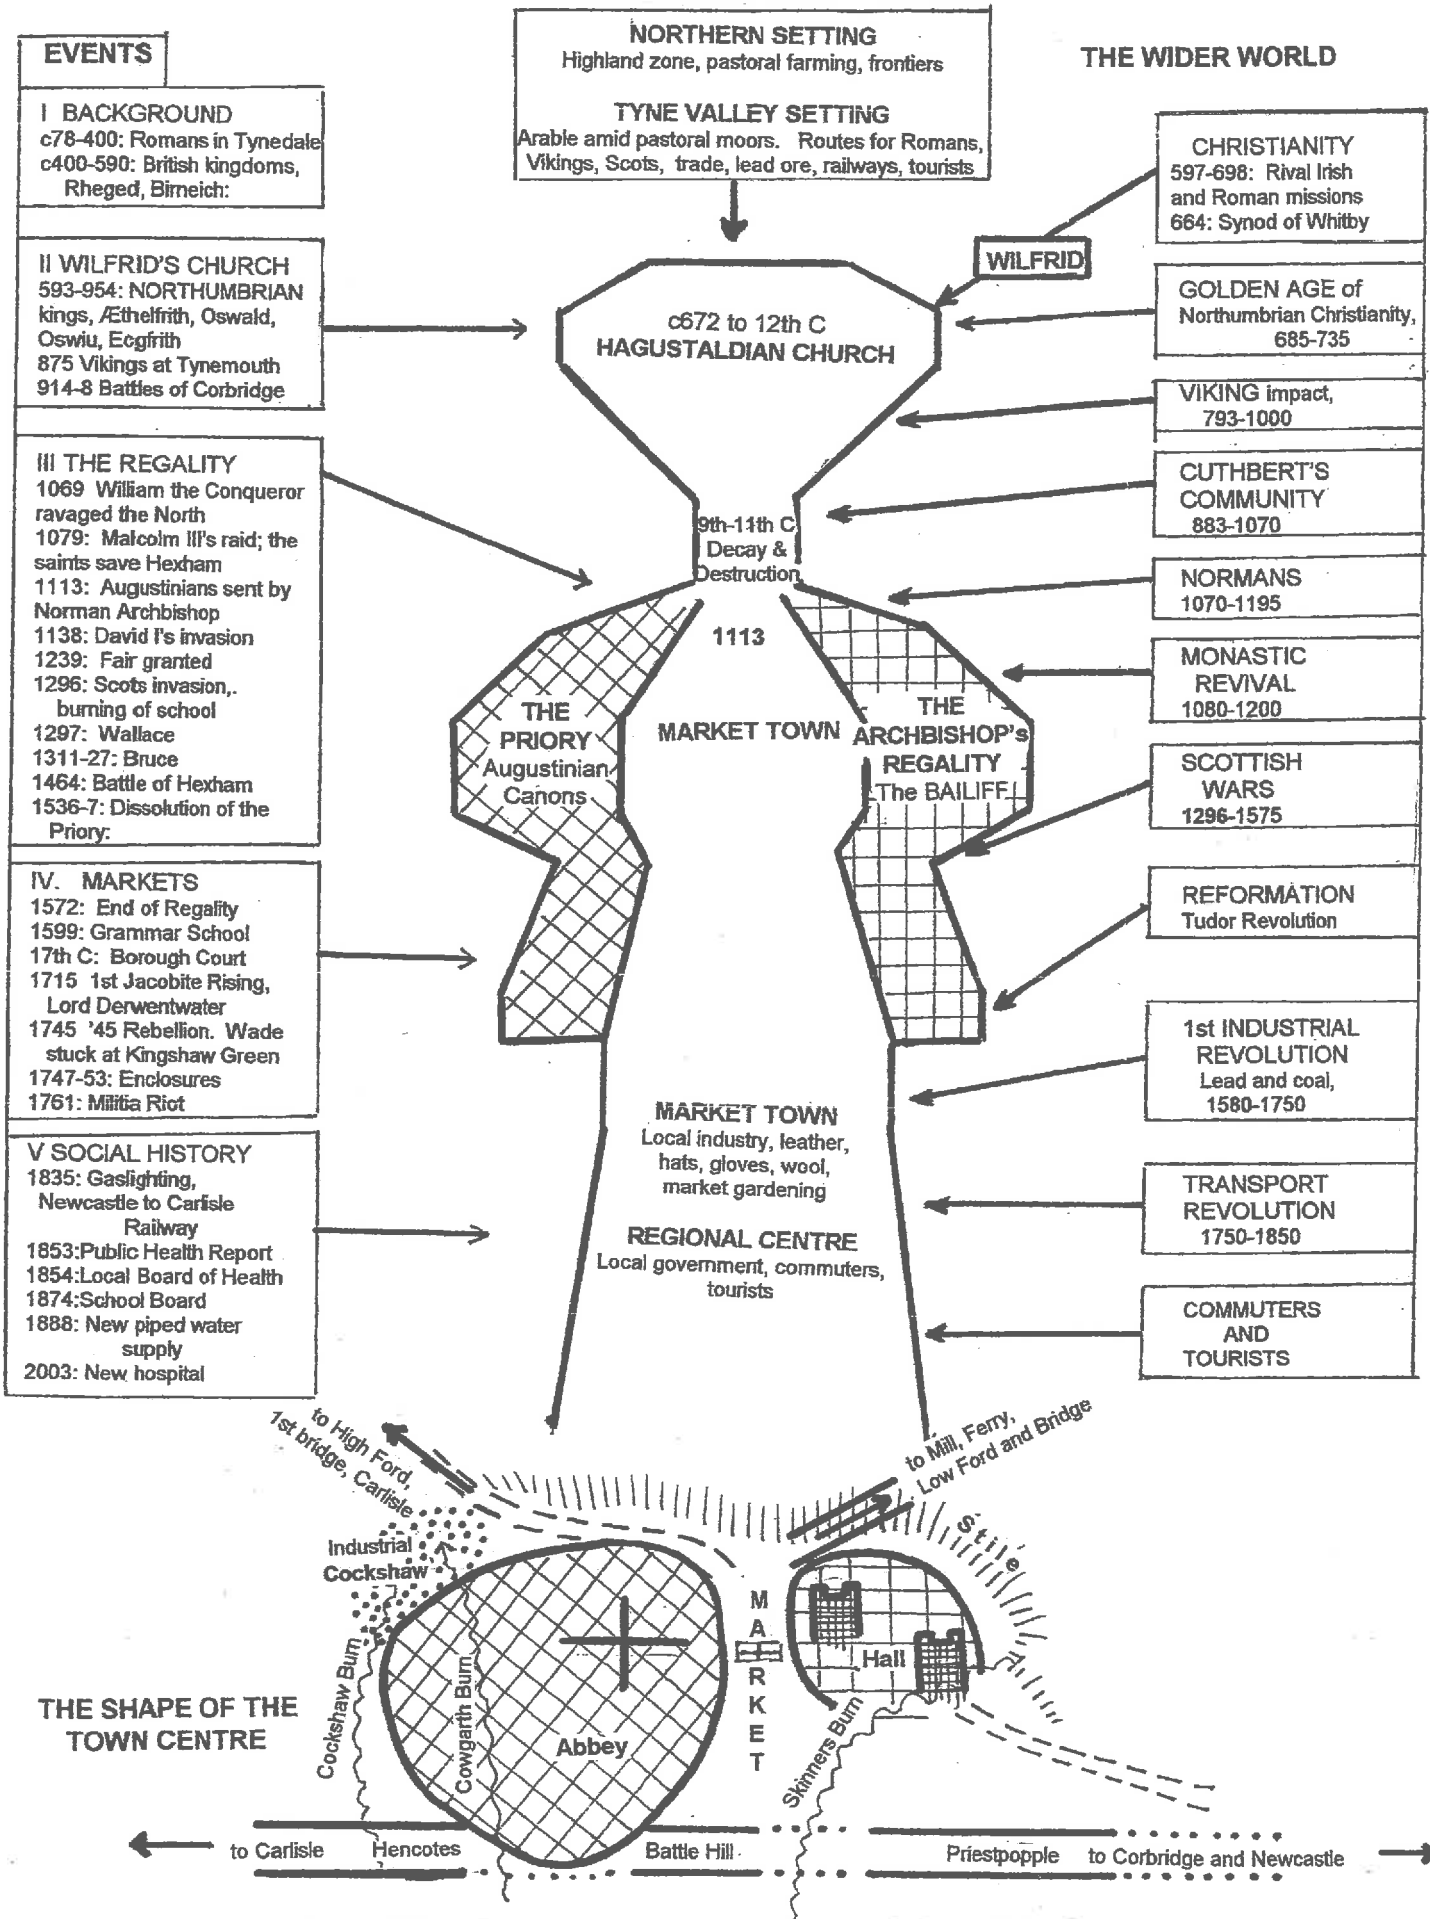 EVENTS
I BACKGROUND
c78-400: Romans in Tynedale
c400-590: British kingdoms,
Rheged, Birneich:
II WILFRID'S CHURCH
593-954: NORTHUMBRIAN
kings, Æthelfrith, Oswald,
Oswiu, Ecgfrith
875 Vikings at Tynemouth
914-8 Battles of Corbridge
III THE REGALITY
1069 William the Conqueror
ravaged the North
1079: Malcolm III's raid; the
saints save Hexham
1113: Augustinians sent by
Norman Archbishop
1138: David I's invasion
1239: Fair granted
1296: Scots invasion,.
burning of school
1297: Wallace
1311-27: Bruce
1464: Battle of Hexham
1536-7: Dissolution of the
Priory:
IV. MARKETS
1572: End of Regality
1599: Grammar School
17th C: Borough Court
1715 1st Jacobite Rising,
Lord Derwentwater
1745 '45 Rebellion. Wade
stuck at Kingshaw Green
1747-53: Enclosures
1761: Militia Riot
V SOCIAL HISTORY
1835: Gaslighting,
Newcastle to Carlisle
Railway
1853:Public Health Report
1854:Local Board of Health
1874:School Board
1888: New piped water
supply
2003: New hospital
NORTHERN SETTING
Highland zone, pastoral farming, frontiers
TYNE VALLEY SETTING
Arable amid pastoral moors. Routes for Romans,
Vikings, Scots, trade, lead ore, railways, tourists
c672 to 12th C
HAGUSTALDIAN CHURCH
9th-11th C
Decay &
Destruction
1113
THE
PRIORY
Augustinian
Canons
MARKET TOWN
THE
ARCHBISHOP's
REGALITY
The BAILIFF
MARKET TOWN
Local industry, leather,
hats, gloves, wool,
market gardening
REGIONAL CENTRE
Local government, commuters,
tourists
THE WIDER WORLD
CHRISTIANITY
597-698: Rival Irish
and Roman missions
664: Synod of Whitby
WILFRID
GOLDEN AGE of
Northumbrian Christianity,
685-735
VIKING impact,
793-1000
CUTHBERT'S
COMMUNITY
883-1070
NORMANS
1070-1195
MONASTIC
REVIVAL
1080-1200
SCOTTISH
WARS
1296-1575
REFORMATION
Tudor Revolution
1st INDUSTRIAL
REVOLUTION
Lead and coal,
1580-1750
TRANSPORT
REVOLUTION
1750-1850
COMMUTERS
AND
TOURISTS
to High Ford,
1st bridge, Carlisle
to Mill, Ferry,
Low Ford and Bridge
Stile
Industrial
Cockshaw
MARKET
Hall
Cockshaw Burn
Cowgarth Burn
Skinners Burn
Abbey
THE SHAPE OF THE
TOWN CENTRE
to Carlisle
Hencotes
Battle Hill
Priestpopple
to Corbridge and Newcastle